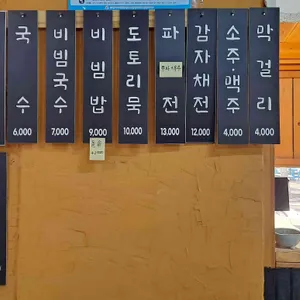 국수
6,000
비빔국수
7,000
비빔밥
9,000
도토리묵
10,000
파전
13,000
감자채전
12,000
소주·맥주
4,000
막걸리
4,000